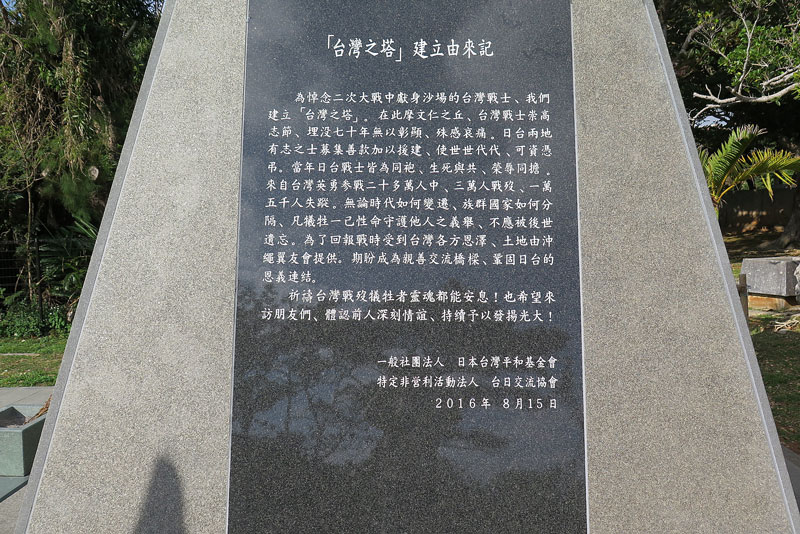 「台灣之塔」建立由來記
為悼念二次大戰中獻身沙場的台灣戰士、我們
建立「台灣之塔」。在此摩文仁之丘、台灣戰士崇高
志節、埋沒七十年無以彰顯、殊感哀痛。日台兩地
有志之士募集善款加以援建、使世世代代、可資憑
弔。當年日台戰士皆為同袍、生死與共、榮辱同擔。
來自台灣英勇參戰二十多萬人中、三萬人戰歿、一萬
五千人失蹤。無論時代如何變遷、族群國家如何分
隔、凡犧牲一己性命守護他人之義舉、不應被後世
遺忘。為了回報戰時受到台灣各方恩澤、土地由沖
繩翼友會提供。期盼成為親善交流橋樑、鞏固日台的
恩義連結。
祈禱台灣戰歿犧牲者靈魂都能安息!也希望來
訪朋友們、體認前人深刻情誼、持續予以發揚光大!
一般社團法人 日本台灣平和基金會
特定非營利活動法人 台日交流協會
2016年 8月15日